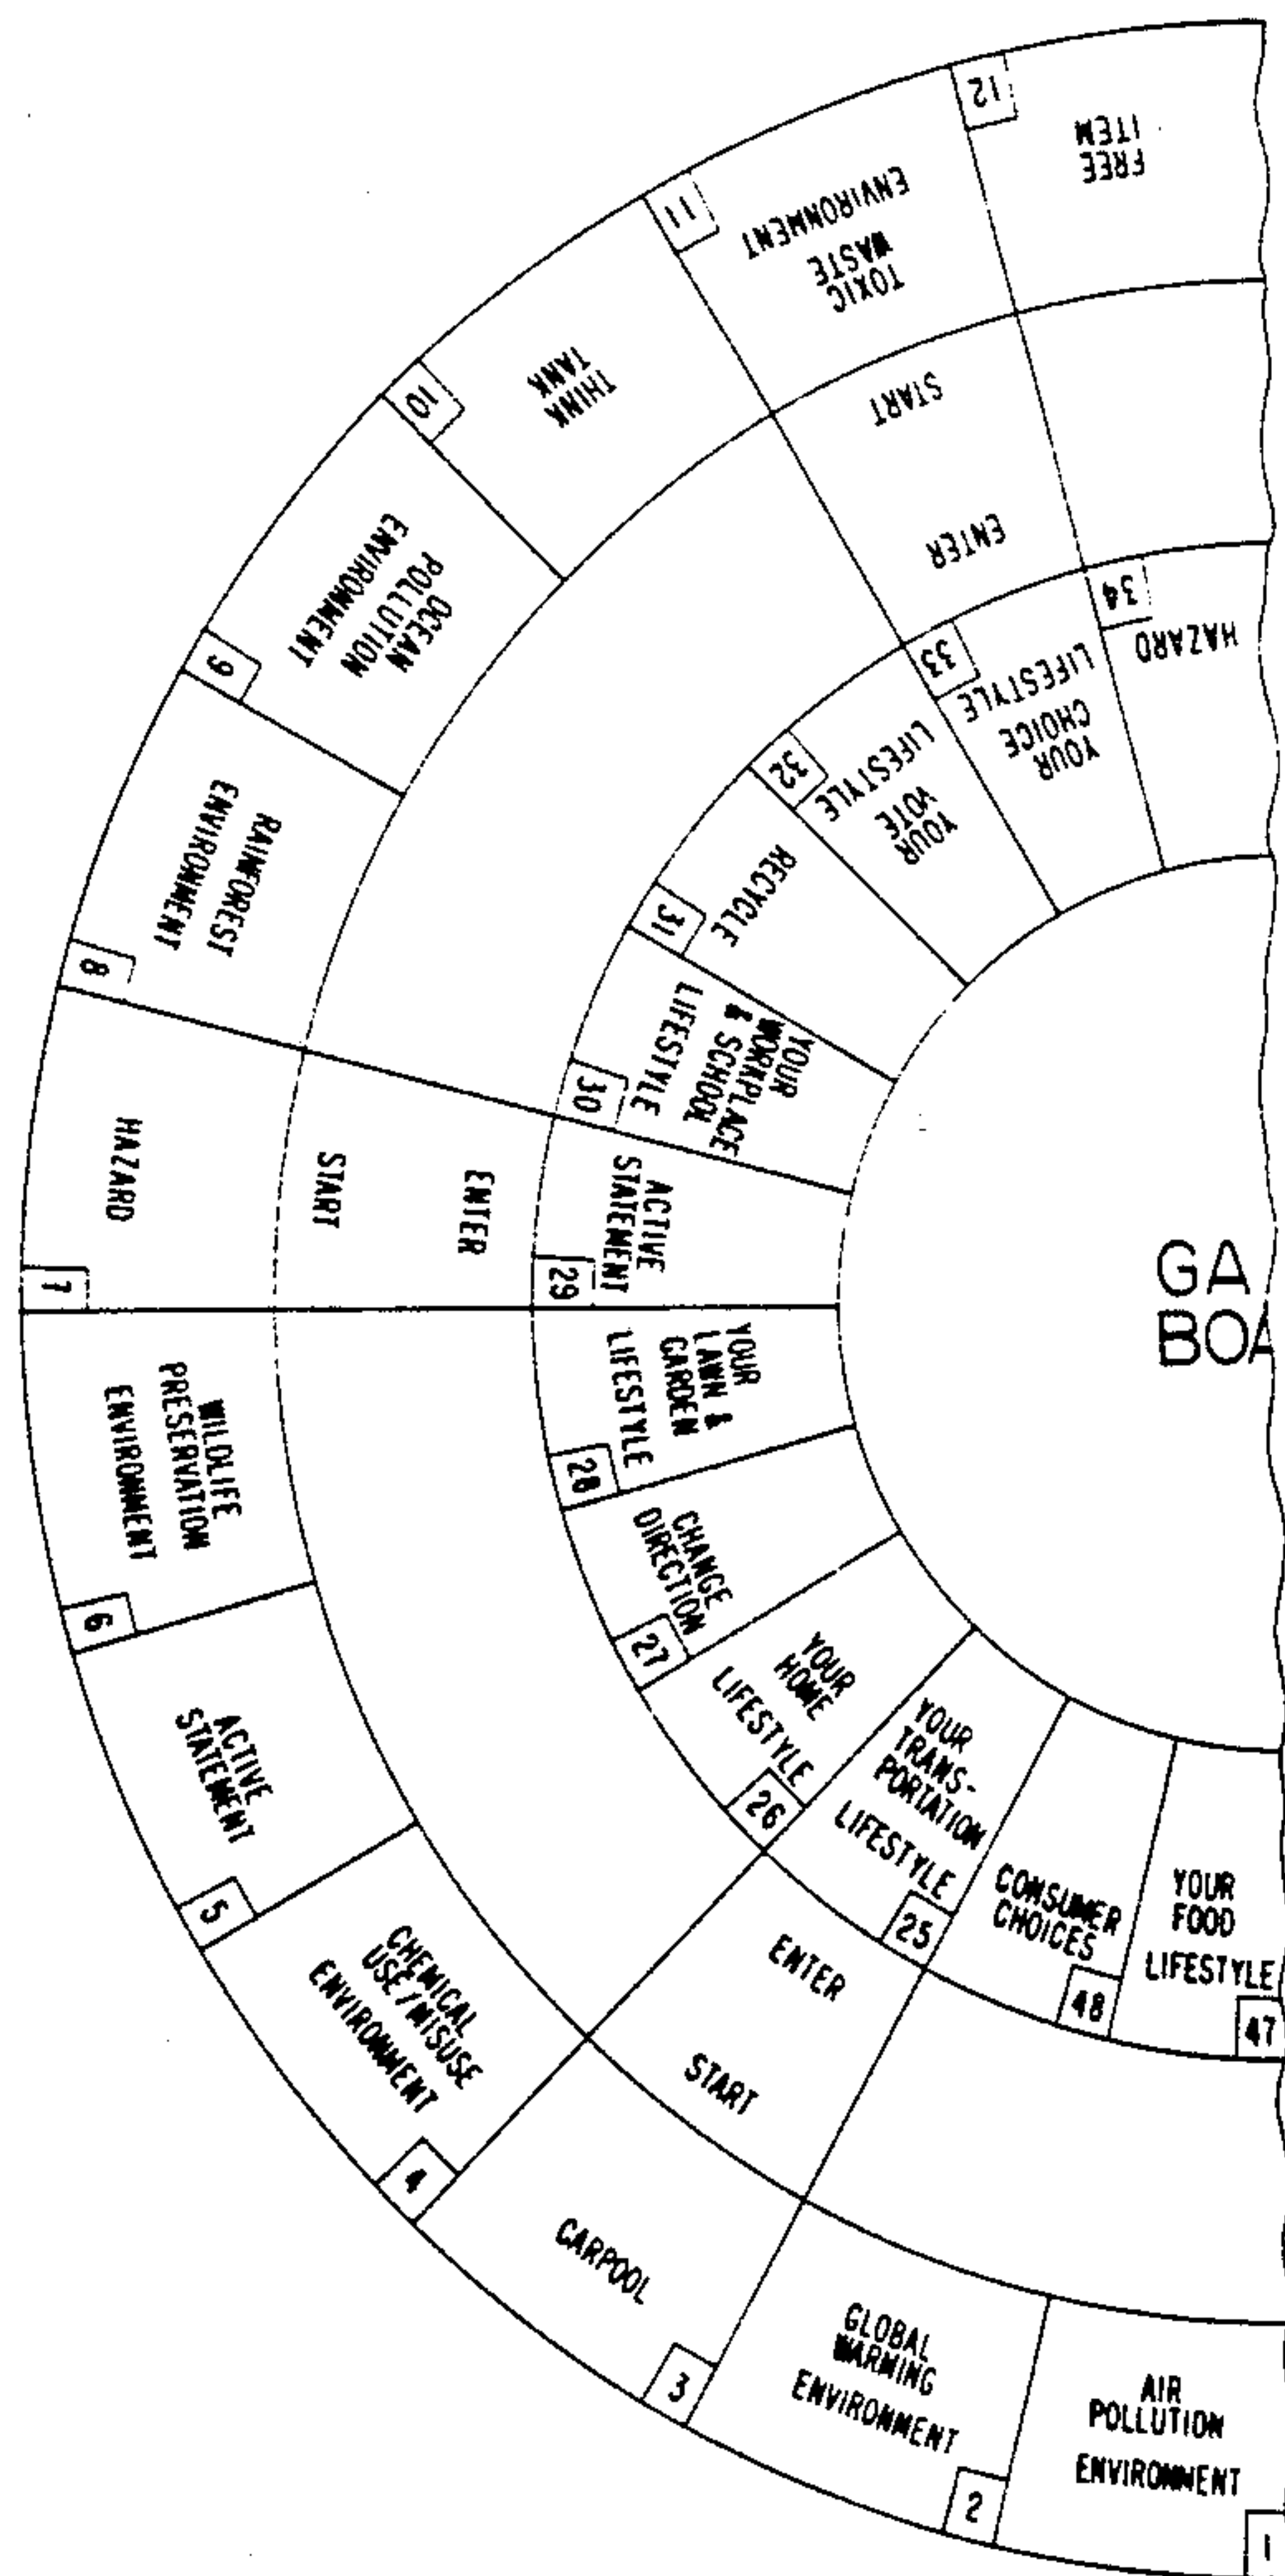 1
AIR
POLLUTION
ENVIRONMENT
2
GLOBAL
WARMING
ENVIRONMENT
3
CARPOOL
4
CHEMICAL
USE/MISUSE
ENVIRONMENT
5
ACTIVE
STATEMENT
6
WILDLIFE
PRESERVATION
ENVIRONMENT
7
HAZARD
8
RAINFOREST
ENVIRONMENT
9
OCEAN
POLLUTION
ENVIRONMENT
10
THINK
TANK
11
TOXIC
WASTE
ENVIRONMENT
12
FREE
ITEM
START
ENTER
START
ENTER
ENTER
START
25
YOUR
TRANS-
PORTATION
LIFESTYLE
26
YOUR
HOME
LIFESTYLE
27
CHANGE
DIRECTION
28
YOUR
LAWN &
GARDEN
LIFESTYLE
29
ACTIVE
STATEMENT
30
YOUR
WORKPLACE
& SCHOOL
LIFESTYLE
31
RECYCLE
32
YOUR
VOTE
LIFESTYLE
33
YOUR
CHOICE
LIFESTYLE
34
HAZARD
47
YOUR
FOOD
LIFESTYLE
48
CONSUMER
CHOICES
GA
BOA